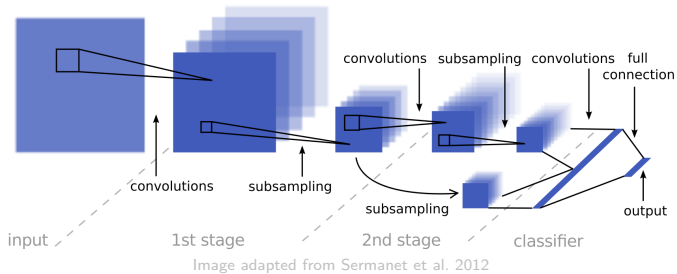 convolutions subsampling convolutions full
connection
convolutions
subsampling
subsampling
output
input
1st stage
2nd stage
classifier
Image adapted from Sermanet et al. 2012